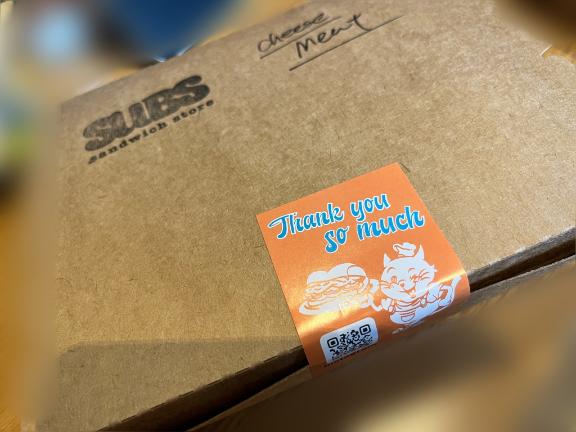 cheese
Meat
SUBS
sandwich store
Thank you
so much